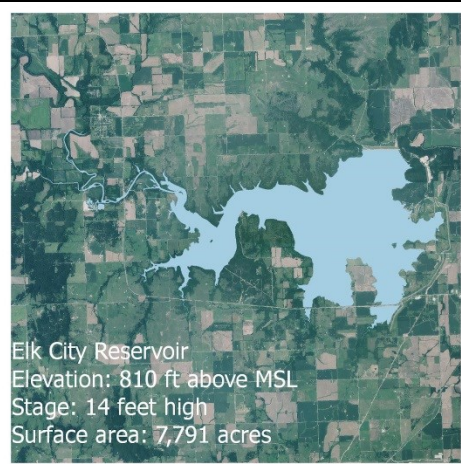 Elk City Reservoir
Elevation: 810 ft above MSL
Stage: 14 feet high
Surface area: 7,791 acres